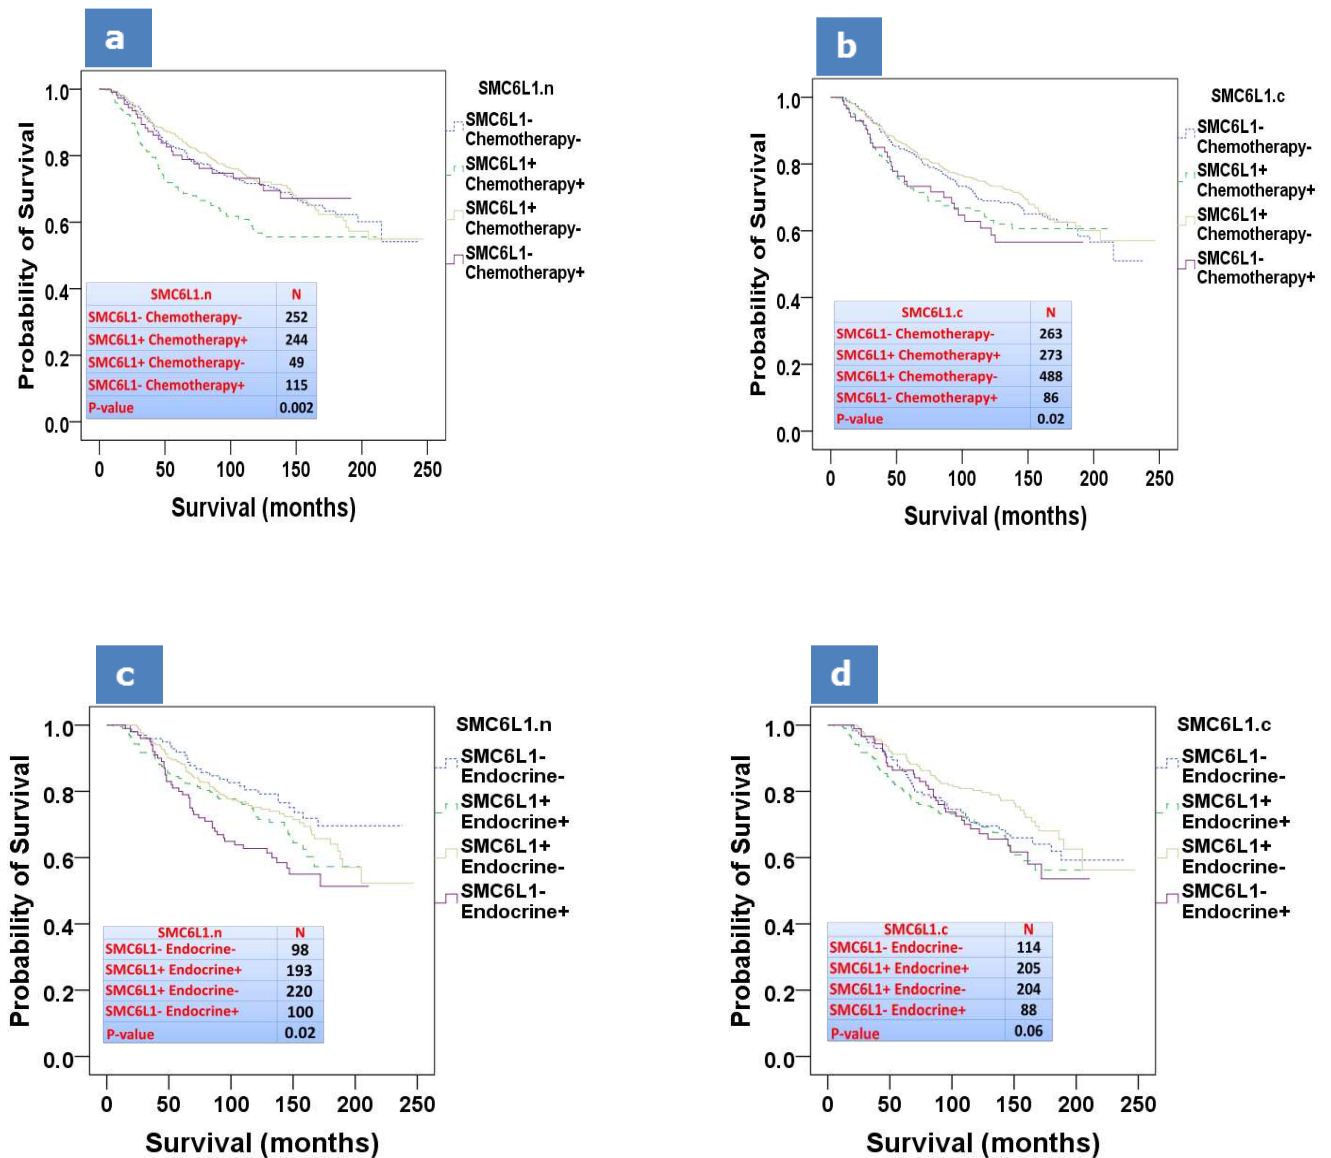 a
SMC6L1.n
SMC6L1-
Chemotherapy-
SMC6L1+
Chemotherapy+
SMC6L1+
Chemotherapy-
SMC6L1-
Chemotherapy+
Probability of Survival
1.0
0.8
0.6
0.4
0.2
0.0
SMC6L1.n N
SMC6L1- Chemotherapy- 252
SMC6L1+ Chemotherapy+ 244
SMC6L1+ Chemotherapy- 49
SMC6L1- Chemotherapy+ 115
P-value 0.002
0 50 100 150 200 250
Survival (months)
b
SMC6L1.c
SMC6L1-
Chemotherapy-
SMC6L1+
Chemotherapy+
SMC6L1+
Chemotherapy-
SMC6L1-
Chemotherapy+
Probability of Survival
1.0
0.8
0.6
0.4
0.2
0.0
SMC6L1.c N
SMC6L1- Chemotherapy- 263
SMC6L1+ Chemotherapy+ 273
SMC6L1+ Chemotherapy- 488
SMC6L1- Chemotherapy+ 86
P-value 0.02
0 50 100 150 200 250
Survival (months)
c
SMC6L1.n
SMC6L1-
Endocrine-
SMC6L1+
Endocrine+
SMC6L1+
Endocrine-
SMC6L1-
Endocrine+
Probability of Survival
1.0
0.8
0.6
0.4
0.2
0.0
SMC6L1.n N
SMC6L1- Endocrine- 98
SMC6L1+ Endocrine+ 193
SMC6L1+ Endocrine- 220
SMC6L1- Endocrine+ 100
P-value 0.02
0 50 100 150 200 250
Survival (months)
d
SMC6L1.c
SMC6L1-
Endocrine-
SMC6L1+
Endocrine+
SMC6L1+
Endocrine-
SMC6L1-
Endocrine+
Probability of Survival
1.0
0.8
0.6
0.4
0.2
0.0
SMC6L1.c N
SMC6L1- Endocrine- 114
SMC6L1+ Endocrine+ 205
SMC6L1+ Endocrine- 204
SMC6L1- Endocrine+ 88
P-value 0.06
0 50 100 150 200 250
Survival (months)